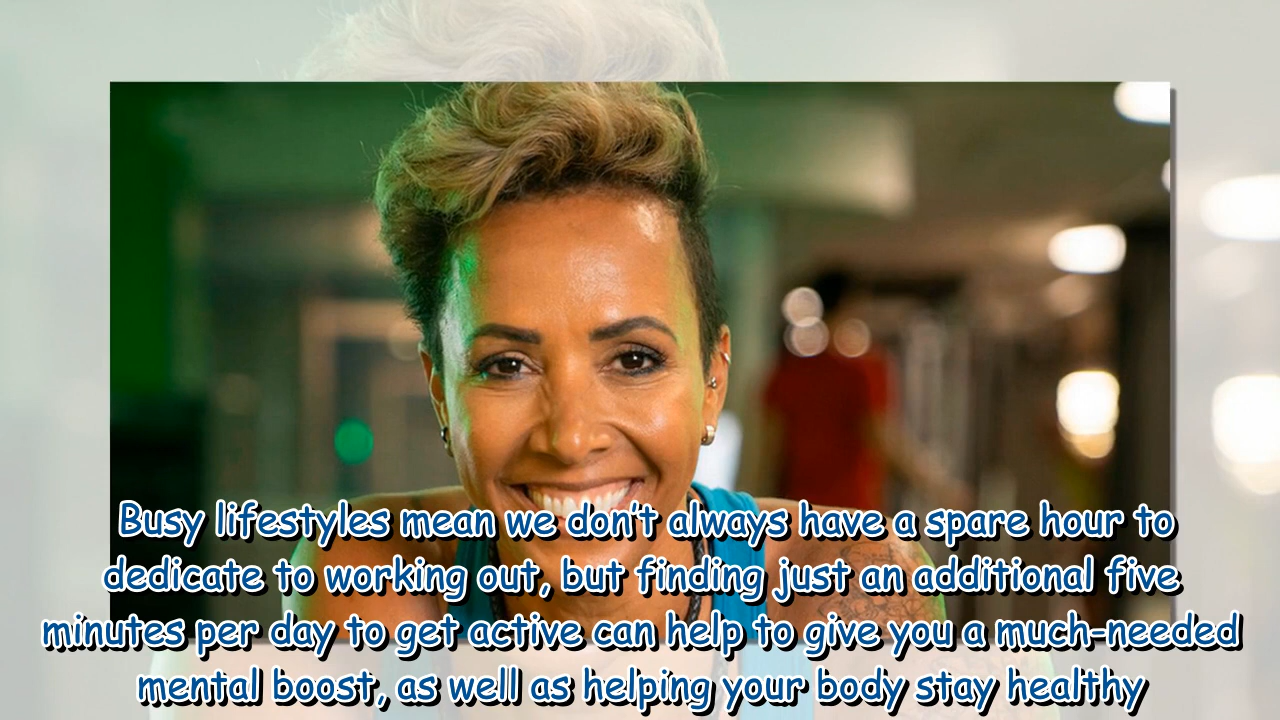 Busy lifestyles mean we don't always have a spare hour to
dedicate to working out, but finding just an additional five
minutes per day to get active can help to give you a much-needed
mental boost, as well as helping your body stay healthy